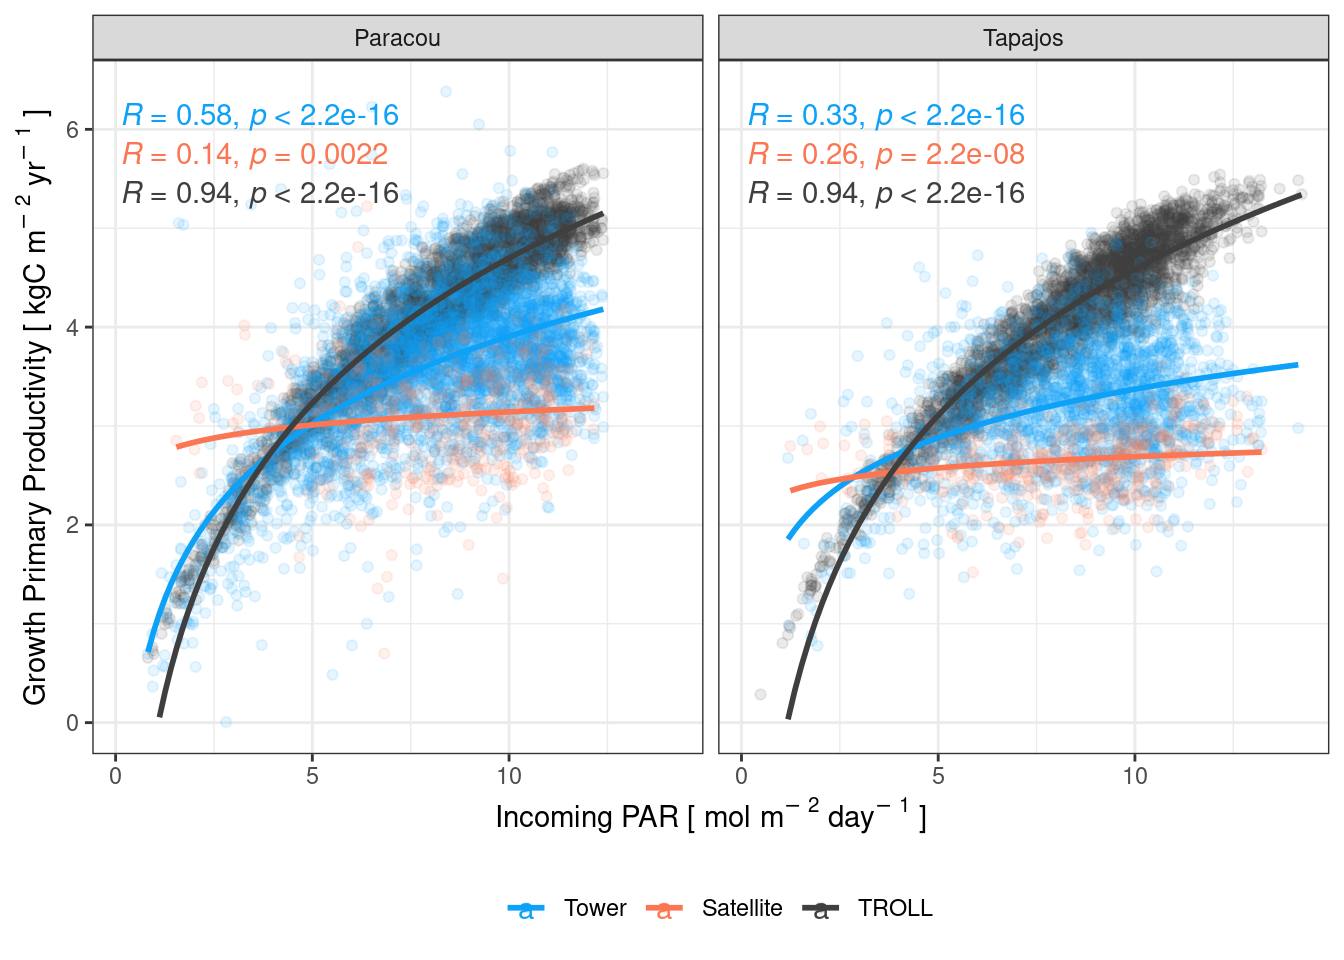 Paracou
Tapajos
R = 0.58, p < 2.2e-16
R = 0.14, p = 0.0022
R = 0.94, p < 2.2e-16
R = 0.33, p < 2.2e-16
R = 0.26, p = 2.2e-08
R = 0.94, p < 2.2e-16
Growth Primary Productivity [ kgC m⁻² yr⁻¹ ]
6
4
2
0
0 5 10
0 5 10
Incoming PAR [ mol m⁻² day⁻¹ ]
a Tower a Satellite a TROLL